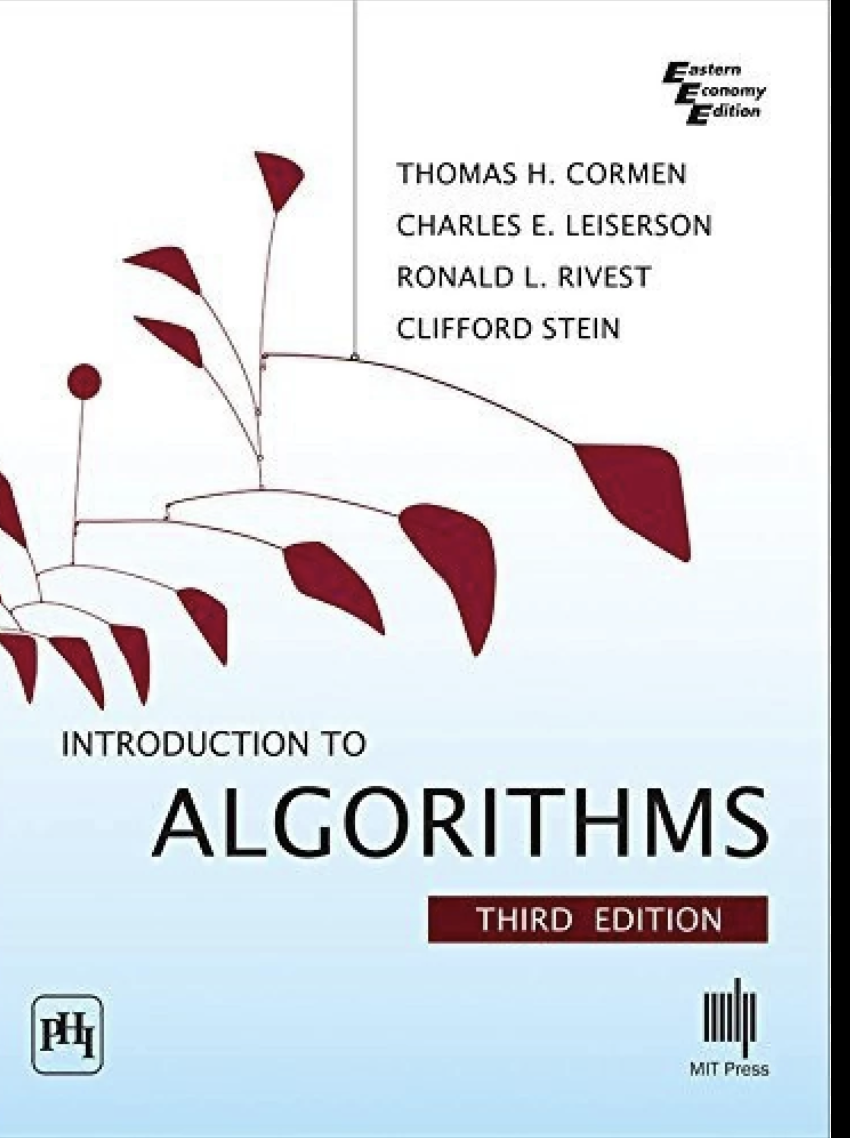 Eastern
Economy
Edition
THOMAS H. CORMEN
CHARLES E. LEISERSON
RONALD L. RIVEST
CLIFFORD STEIN
INTRODUCTION TO
ALGORITHMS
THIRD EDITION
PHI
MIT Press